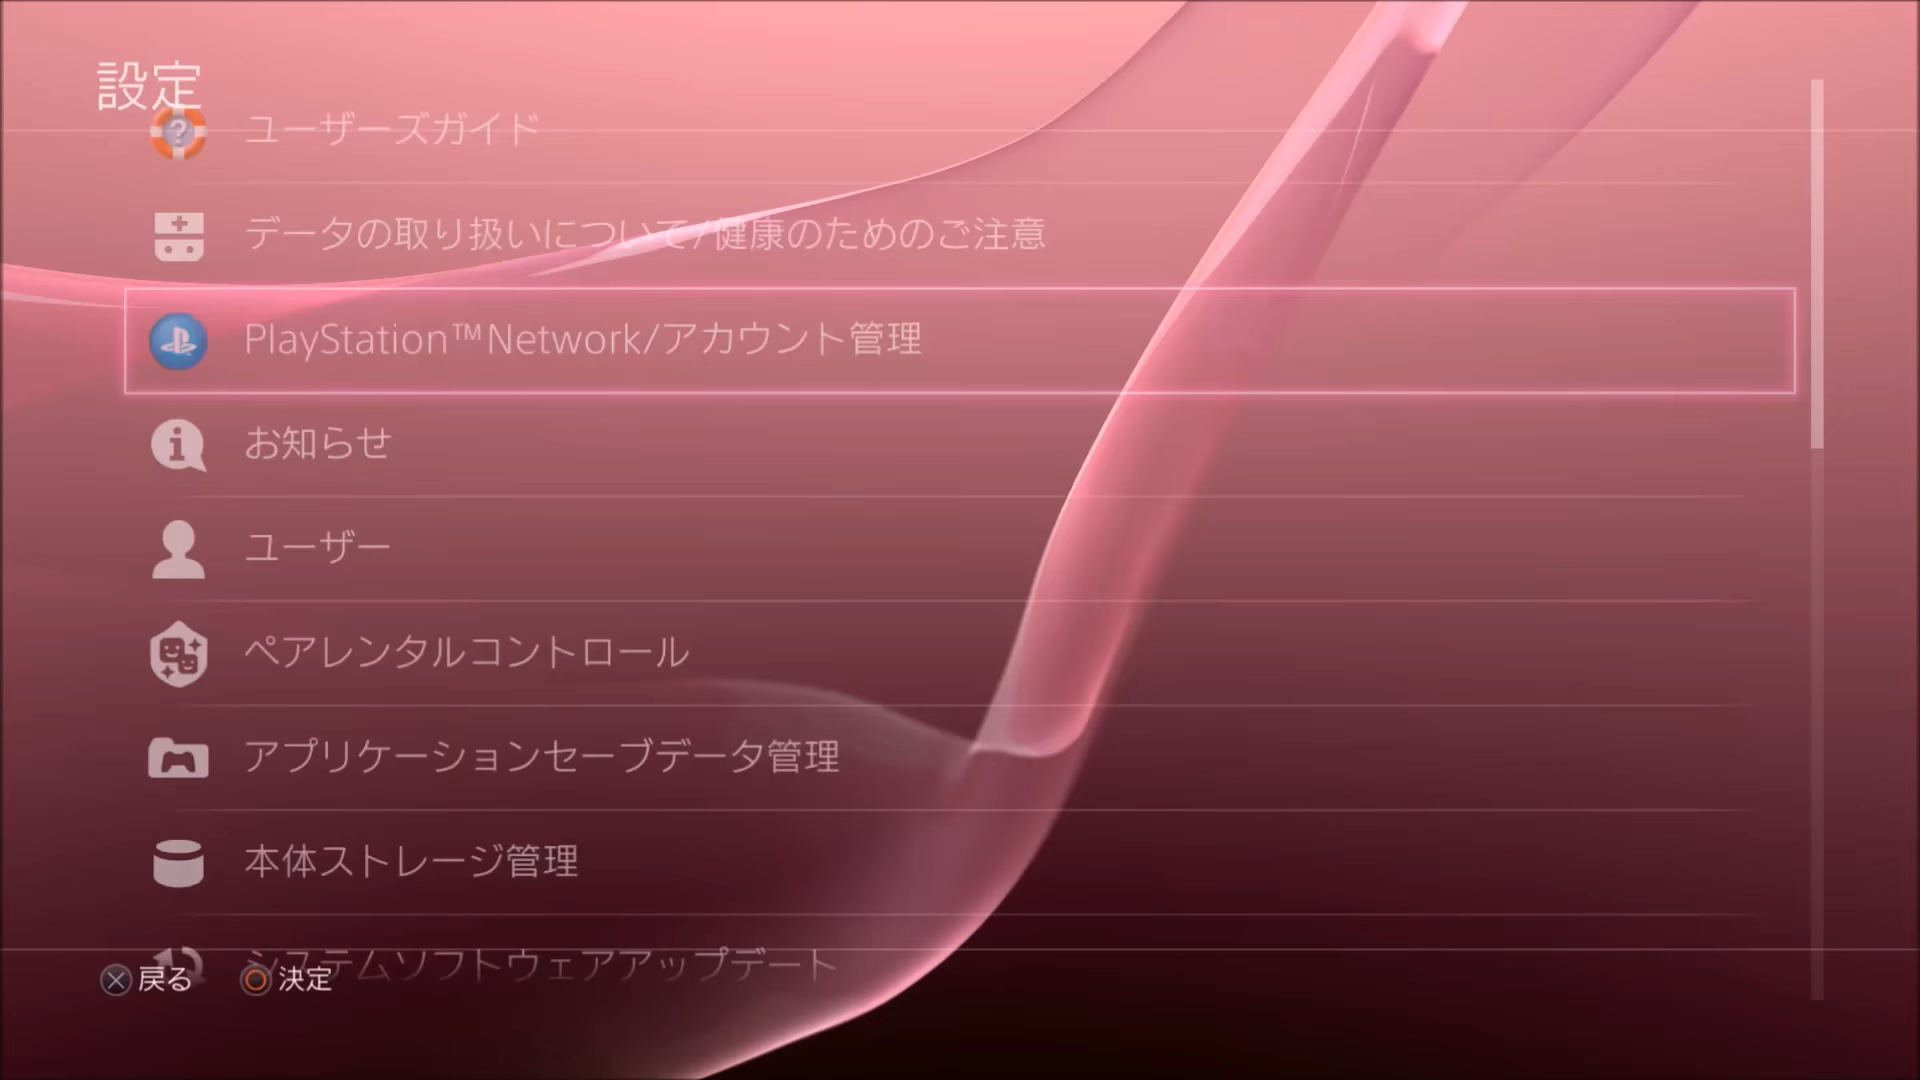 設定
ユーザーズガイド
データの取り扱いについて/健康のためのご注意
PlayStation™Network/アカウント管理
お知らせ
ユーザー
ペアレンタルコントロール
アプリケーションセーブデータ管理
本体ストレージ管理
システムソフトウェアアップデート
戻る 決定